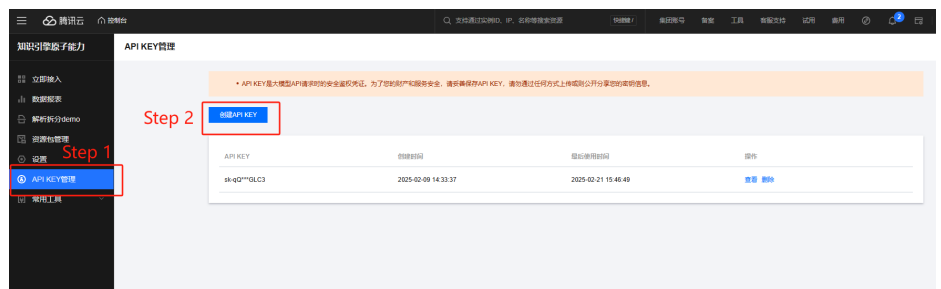 腾讯云 控制台 支持通过实例ID、IP、名称等搜索资源 快捷键/ 集团账号 备案 工具 客服支持 试用 费用 2
知识引擎原子能力 API KEY管理
立即接入
• API KEY是大模型API请求时的安全鉴权凭证。为了您的财产和服务安全，请妥善保存API KEY，请勿通过任何方式上传或则公开分享您的密钥信息。
数据报表
解析拆分demo
Step 2 创建API KEY
资源包管理
设置 Step 1
API KEY 创建时间 最后使用时间 操作
API KEY管理
sk-qQ***GLC3 2025-02-09 14:33:37 2025-02-21 15:46:49 查看 删除
常用工具